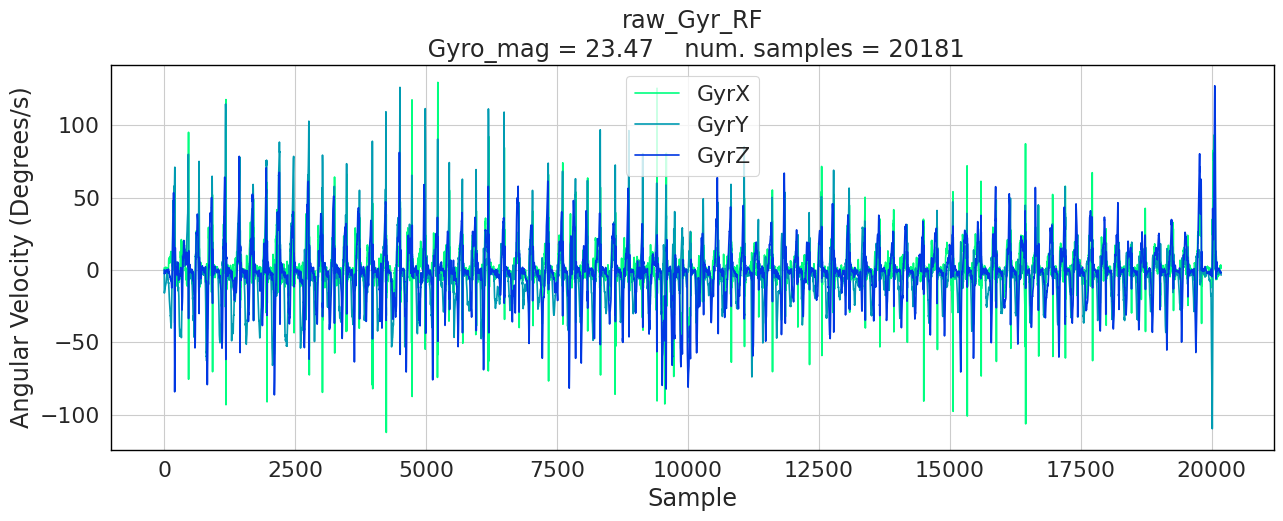 raw_Gyr_RF
Gyro_mag = 23.47    num. samples = 20181
GyrX
GyrY
GyrZ
Angular Velocity (Degrees/s)
100
50
0
−50
−100
0 2500 5000 7500 10000 12500 15000 17500 20000
Sample